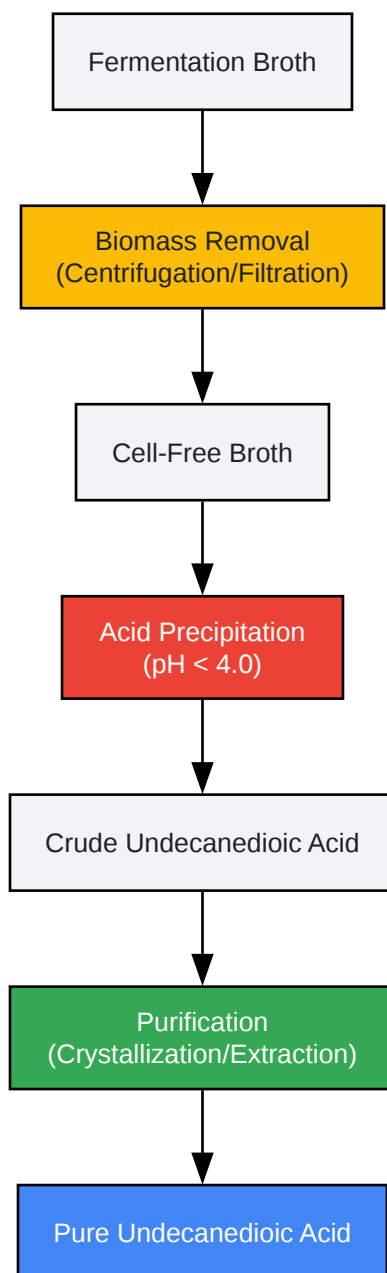 Fermentation Broth
Biomass Removal
(Centrifugation/Filtration)
Cell-Free Broth
Acid Precipitation
(pH < 4.0)
Crude Undecanedioic Acid
Purification
(Crystallization/Extraction)
Pure Undecanedioic Acid